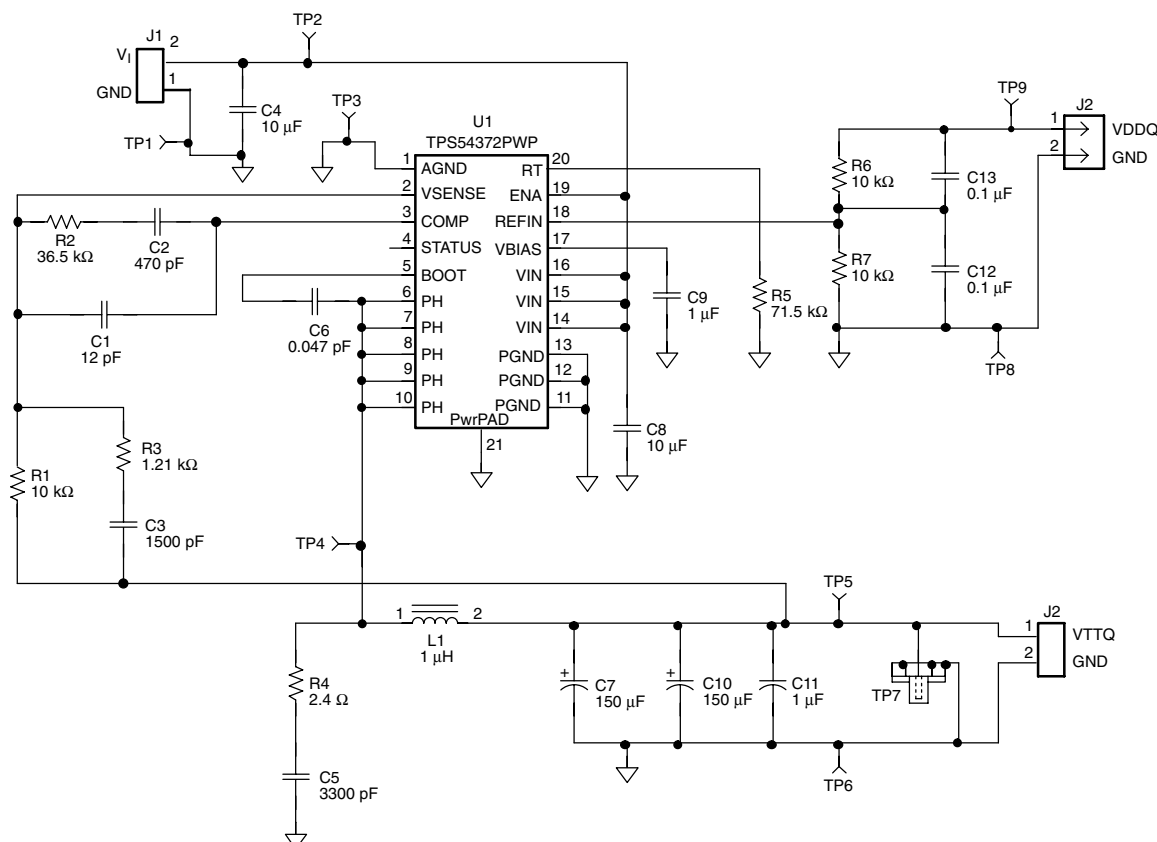 TP2
J1
VI
2
1
GND
TP1
C4
10 µF
TP3
U1
TPS54372PWP
1
AGND
2
VSENSE
3
COMP
4
STATUS
5
BOOT
6
PH
7
PH
8
PH
9
PH
10
PH
PwrPAD
21
20
RT
19
ENA
18
REFIN
17
VBIAS
16
VIN
15
VIN
14
VIN
13
PGND
12
PGND
11
PGND
R2
36.5 kΩ
C2
470 pF
C1
12 pF
C6
0.047 pF
R3
1.21 kΩ
R1
10 kΩ
C3
1500 pF
C9
1 µF
R5
71.5 kΩ
C8
10 µF
R6
10 kΩ
C13
0.1 µF
R7
10 kΩ
C12
0.1 µF
TP9
J2
1
VDDQ
2
GND
TP8
TP4
1
2
L1
1 µH
R4
2.4 Ω
C5
3300 pF
+
C7
150 µF
+
C10
150 µF
C11
1 µF
TP5
TP7
TP6
J2
1
VTTQ
2
GND